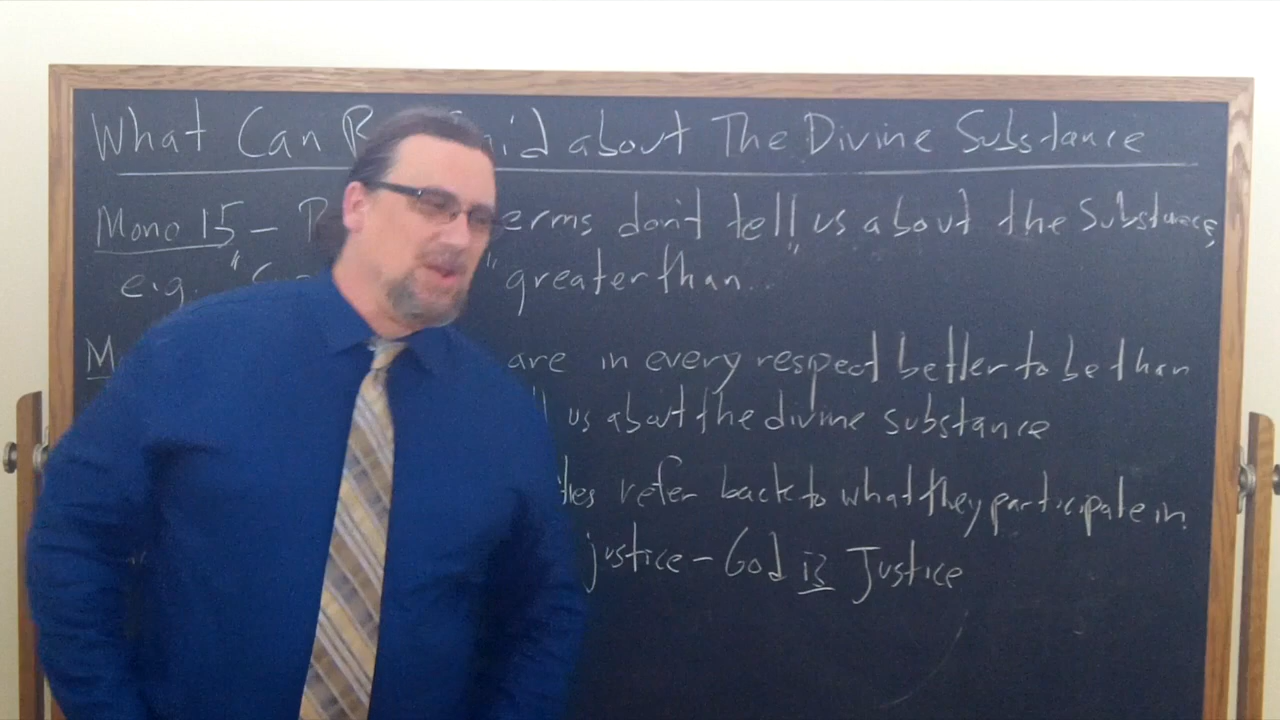 What Can B aid about The Divine Substance
Mono 15 - erms don't tell us about the Substance,
e.g. " " greater than...
M are in every respect better to be than
us about the divine substance
ties refer back to what they participate in.
justice - God is Justice